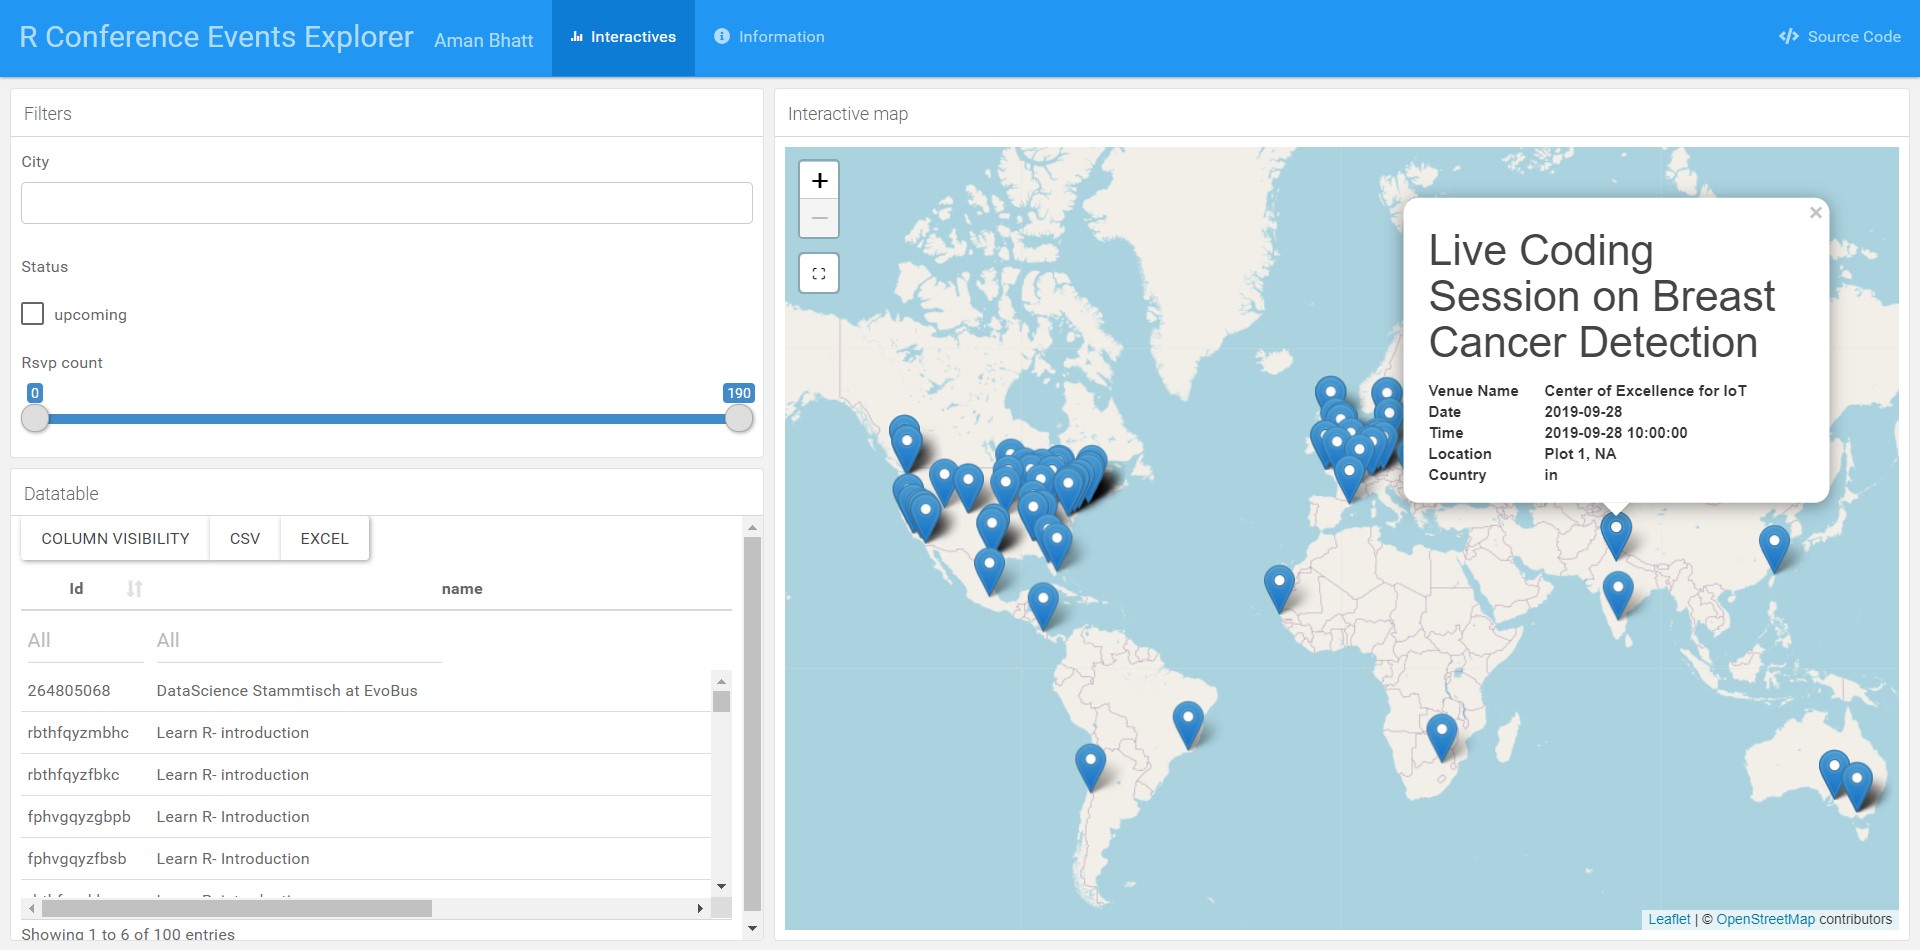 R Conference Events Explorer Aman Bhatt Interactives Information Source Code
Filters
City
Status
upcoming
Rsvp count
0 190
Datatable
COLUMN VISIBILITY CSV EXCEL
Id name
All All
264805068 DataScience Stammtisch at EvoBus
rbthfqyzmbhc Learn R- introduction
rbthfqyzfbkc Learn R- introduction
fphvgqyzgbpb Learn R- Introduction
fphvgqyzfbsb Learn R- Introduction
Showing 1 to 6 of 100 entries
Interactive map
+
−
×
Live Coding
Session on Breast
Cancer Detection
Venue Name Center of Excellence for IoT
Date 2019-09-28
Time 2019-09-28 10:00:00
Location Plot 1, NA
Country in
Leaflet | © OpenStreetMap contributors